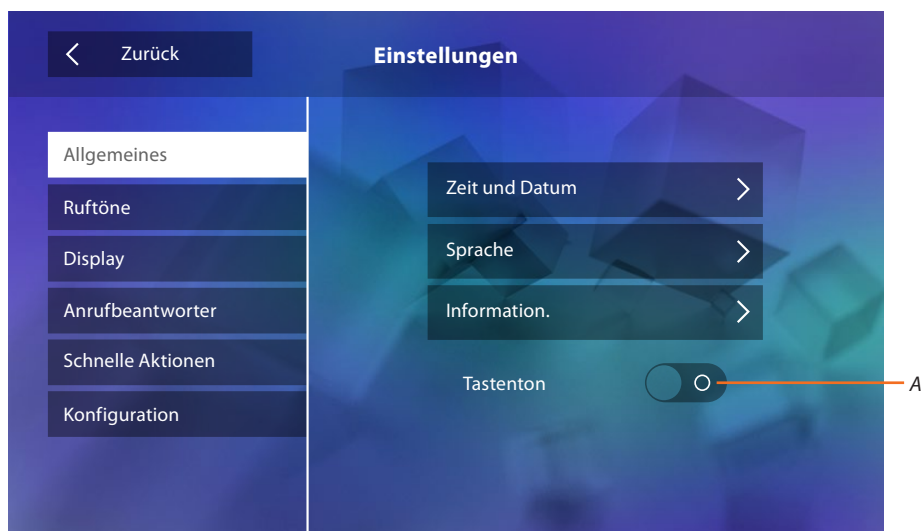 Zurück
Einstellungen
Allgemeines
Ruftöne
Display
Anrufbeantworter
Schnelle Aktionen
Konfiguration
Zeit und Datum
Sprache
Information.
Tastenton
A